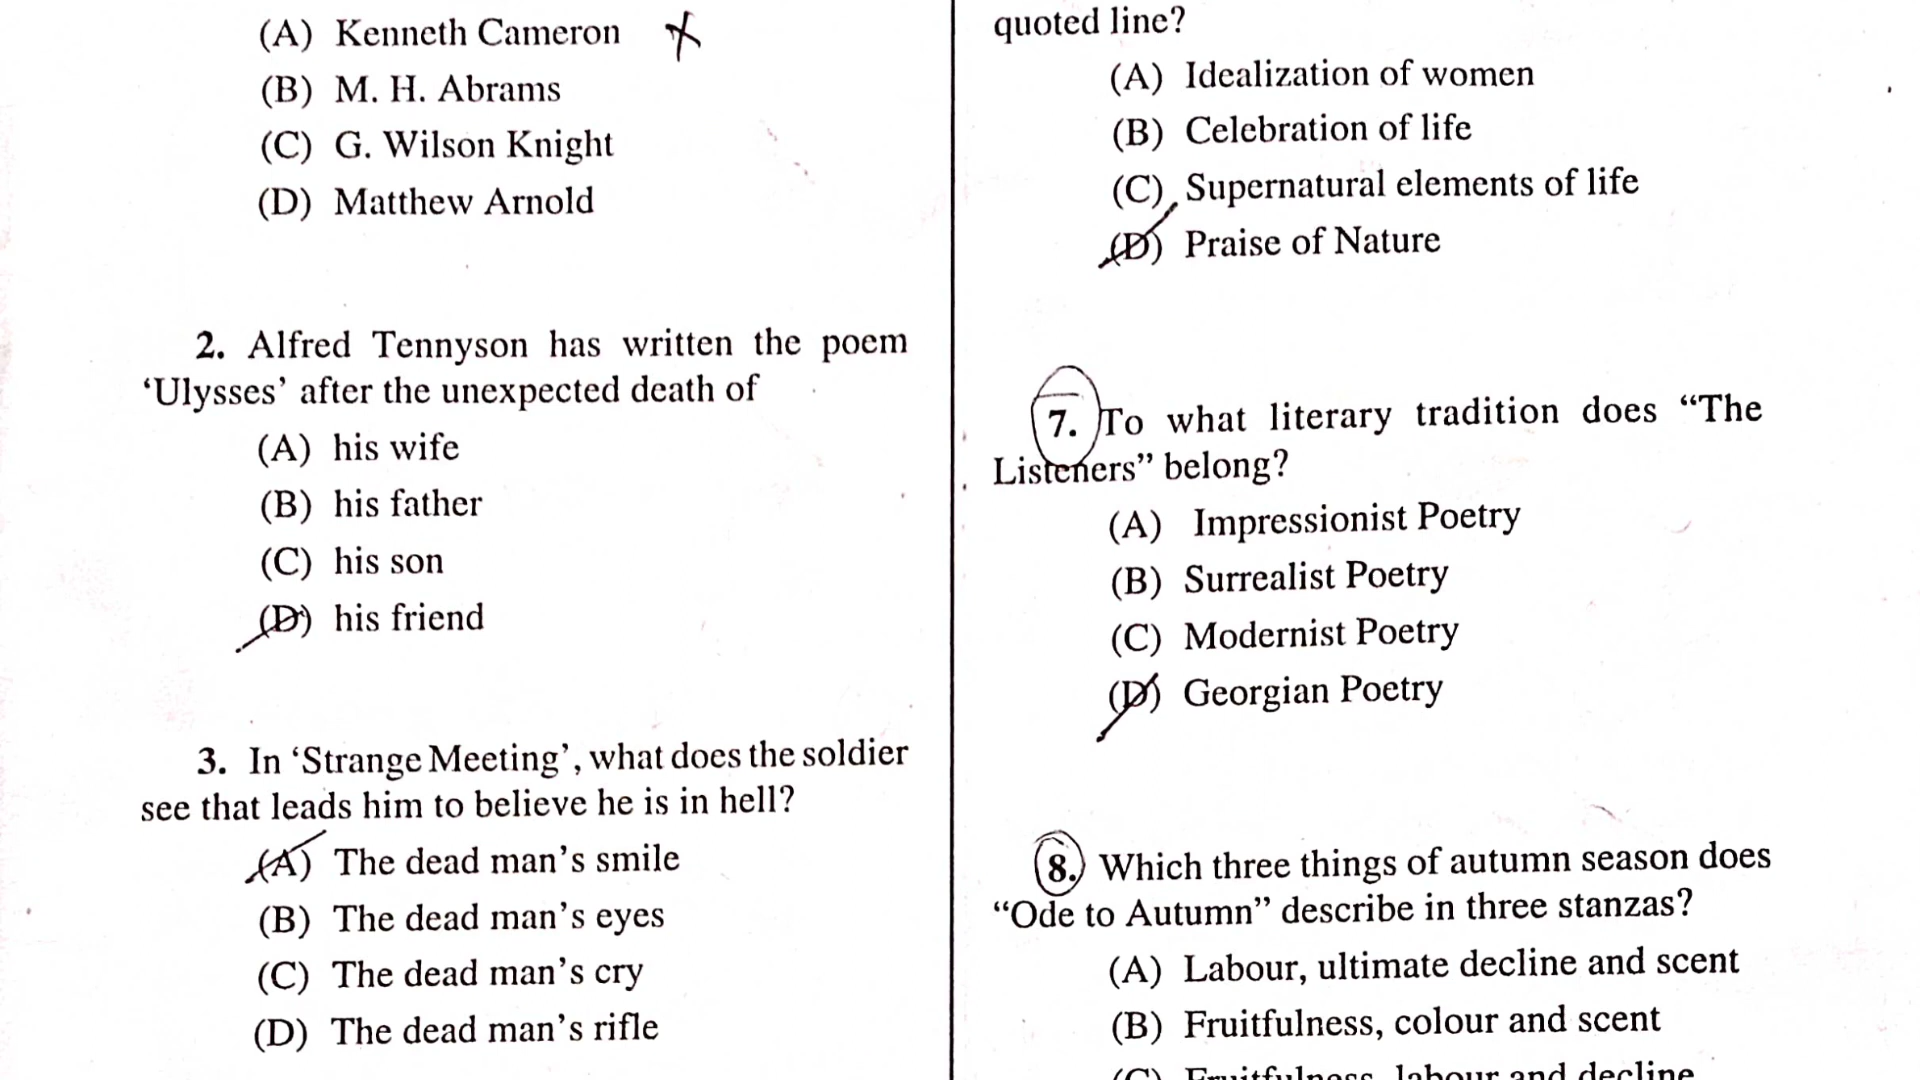 (A) Kenneth Cameron
(B) M. H. Abrams
(C) G. Wilson Knight
(D) Matthew Arnold
2. Alfred Tennyson has written the poem
‘Ulysses’ after the unexpected death of
(A) his wife
(B) his father
(C) his son
(D) his friend
3. In ‘Strange Meeting’, what does the soldier
see that leads him to believe he is in hell?
(A) The dead man’s smile
(B) The dead man’s eyes
(C) The dead man’s cry
(D) The dead man’s rifle
quoted line?
(A) Idealization of women
(B) Celebration of life
(C) Supernatural elements of life
(D) Praise of Nature
7. To what literary tradition does “The
Listeners” belong?
(A) Impressionist Poetry
(B) Surrealist Poetry
(C) Modernist Poetry
(D) Georgian Poetry
8. Which three things of autumn season does
“Ode to Autumn” describe in three stanzas?
(A) Labour, ultimate decline and scent
(B) Fruitfulness, colour and scent
(C) Fruitfulness, labour and decline